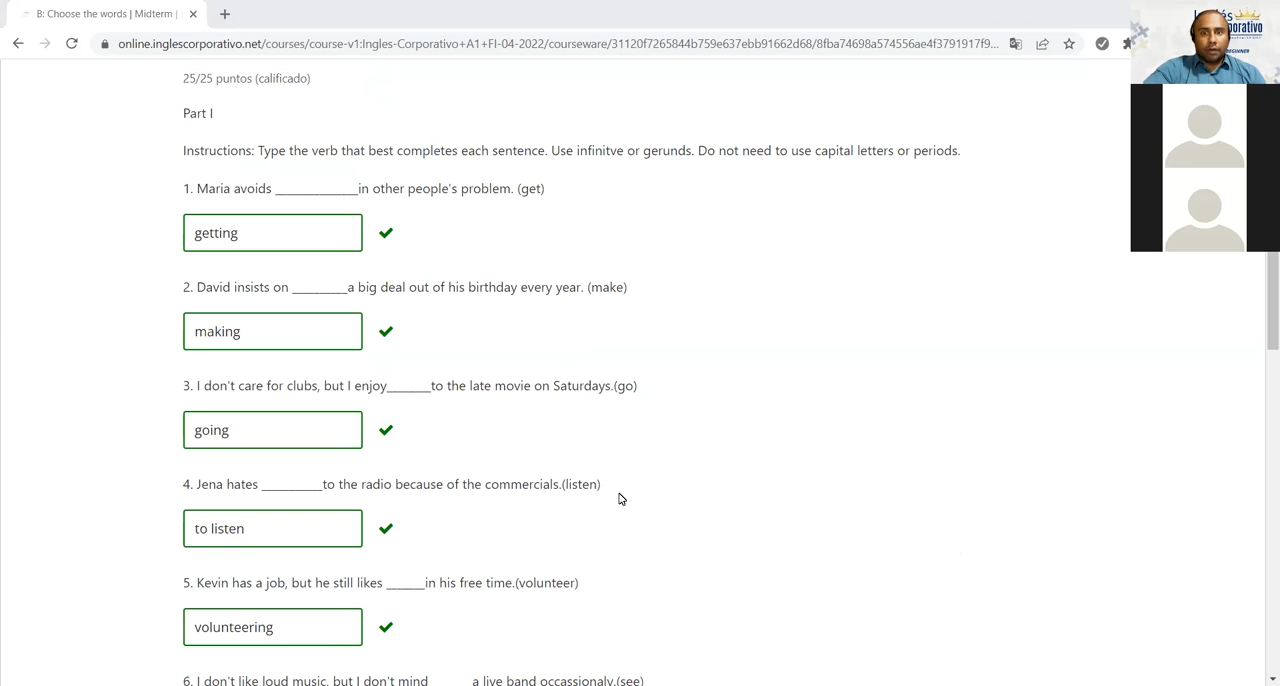 B: Choose the words | Midterm |
online.inglescorporativo.net/courses/course-v1:Ingles-Corporativo+A1+FI-04-2022/courseware/31120f7265844b759e637ebb91662d68/8fba74698a574556ae4f3791917f9...
25/25 puntos (calificado)
Part I
Instructions: Type the verb that best completes each sentence. Use infinitve or gerunds. Do not need to use capital letters or periods.
1. Maria avoids ______________in other people's problem. (get)
getting
2. David insists on _________a big deal out of his birthday every year. (make)
making
3. I don't care for clubs, but I enjoy_______to the late movie on Saturdays.(go)
going
4. Jena hates __________to the radio because of the commercials.(listen)
to listen
5. Kevin has a job, but he still likes ______in his free time.(volunteer)
volunteering
6. I don't like loud music, but I don't mind _______a live band occassionaly.(see)